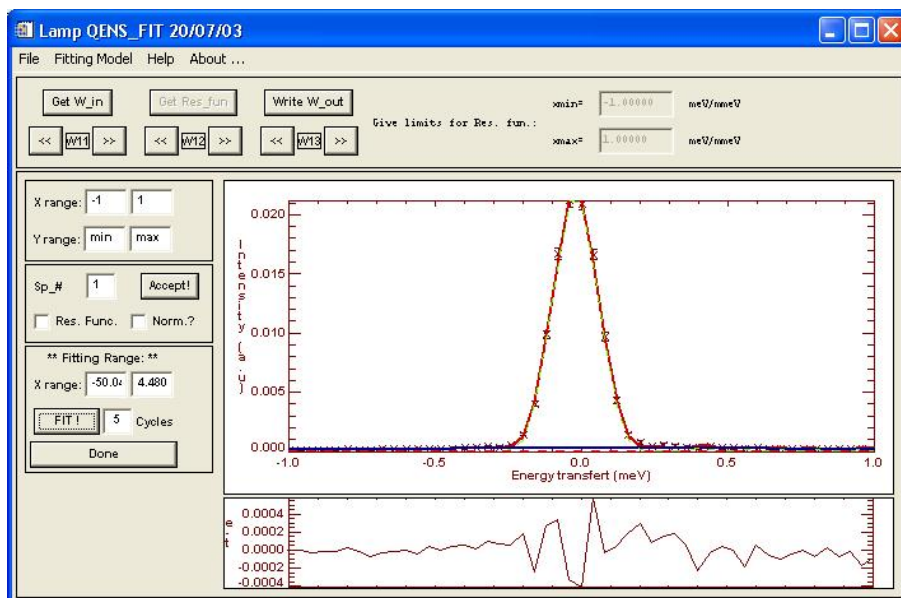 Lamp QENS_FIT 20/07/03
File Fitting Model Help About ...
Get W_in Get Res_fun Write W_out
Give limits for Res. fun.:
xmin= -1.00000 meV/mmeV
xmax= 1.00000 meV/mmeV
<< W11 >> << W12 >> << W13 >>
X range: -1 1
Y range: min max
Sp_# 1 Accept!
Res. Func. Norm.?
** Fitting Range: **
X range: -50.04 4.480
FIT ! 5 Cycles
Done
Intensity (a.u)
0.020
0.015
0.010
0.005
0.000
-1.0 -0.5 0.0 0.5 1.0
Energy transfert (meV)
0.0004
0.0002
0.0000
-0.0002
-0.0004